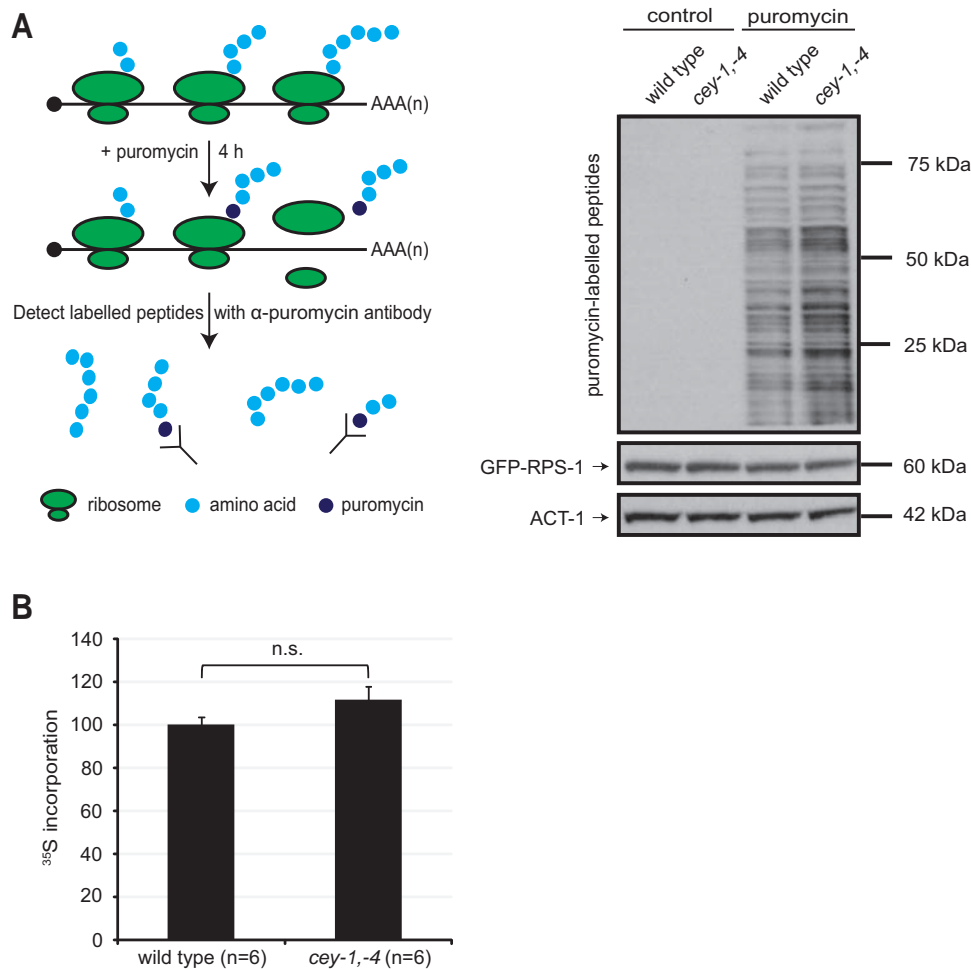 A
AAA(n)
+ puromycin 4 h
AAA(n)
Detect labelled peptides with α-puromycin antibody
ribosome amino acid puromycin
control puromycin
wild type cey-1,-4 wild type cey-1,-4
puromycin-labelled peptides
75 kDa
50 kDa
25 kDa
GFP-RPS-1 → 60 kDa
ACT-1 → 42 kDa
B
³⁵S incorporation
140
120
100
80
60
40
20
0
n.s.
wild type (n=6) cey-1,-4 (n=6)